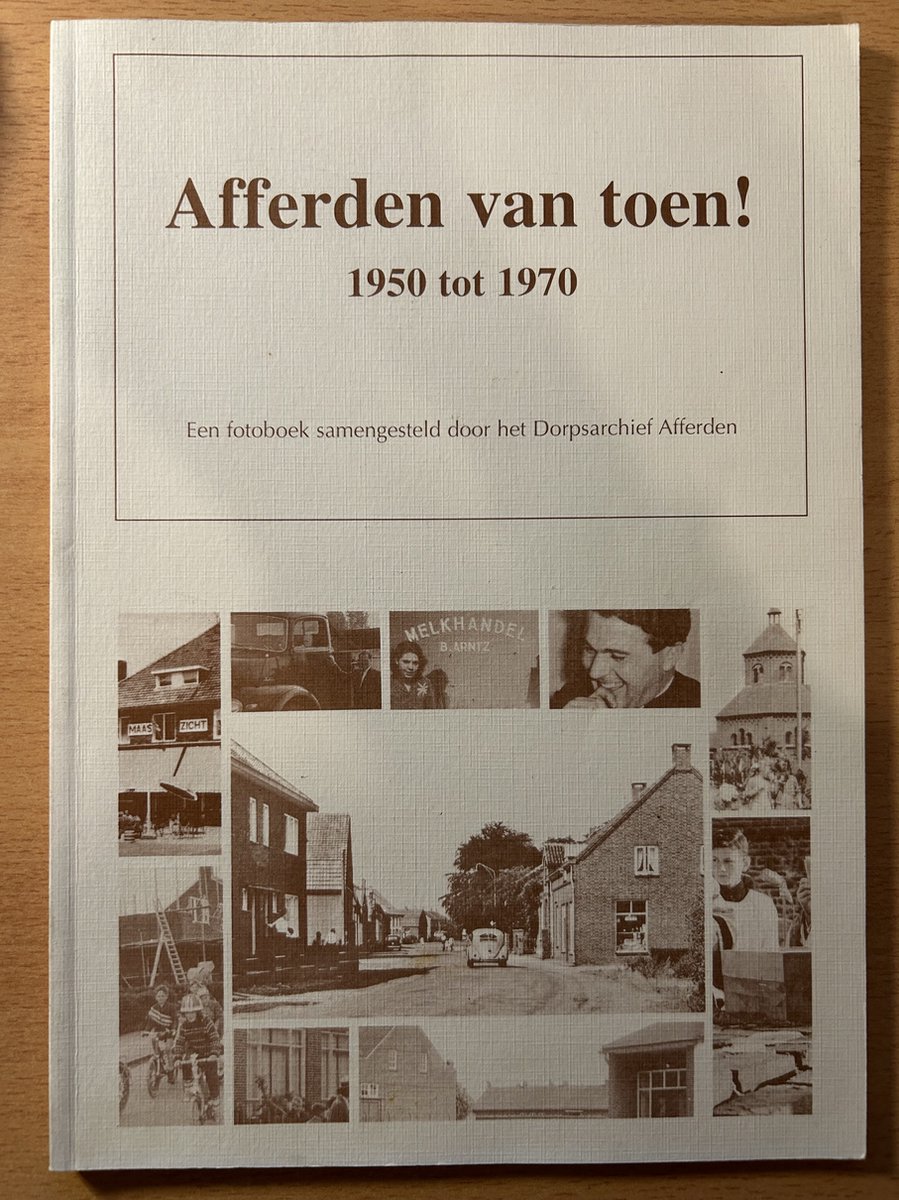 Afferden van toen!
1950 tot 1970
Een fotoboek samengesteld door het Dorpsarchief Afferden
MELKHANDEL
B. ARNTZ
MAAS ZICHT